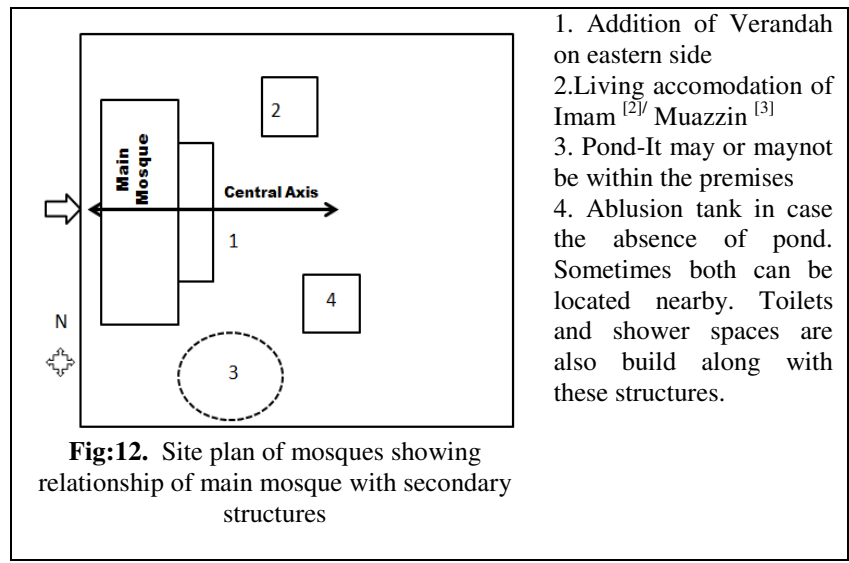 2
Main
Mosque
Central Axis
1
4
N
3
Fig:12. Site plan of mosques showing
relationship of main mosque with secondary
structures
1. Addition of Verandah
on eastern side
2.Living accomodation of
Imam [2]/ Muazzin [3]
3. Pond-It may or maynot
be within the premises
4. Ablusion tank in case
the absence of pond.
Sometimes both can be
located nearby. Toilets
and shower spaces are
also build along with
these structures.